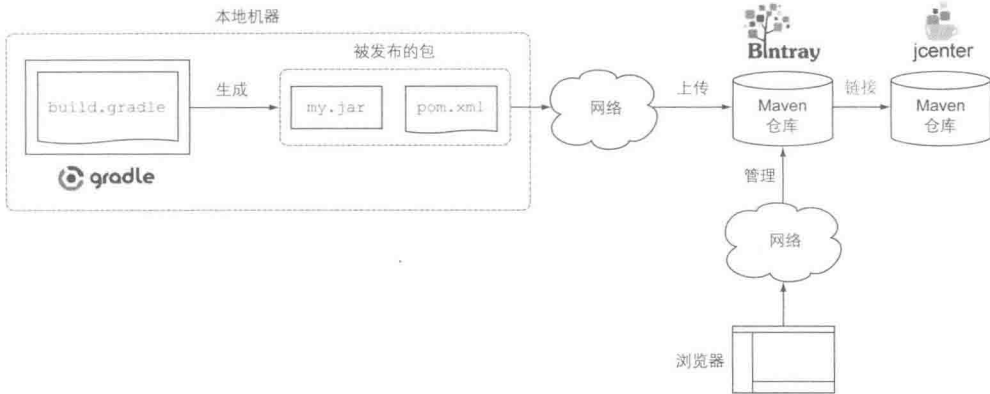 本地机器
被发布的包
build.gradle
生成
my.jar
pom.xml
gradle
网络
上传
Bintray
Maven
仓库
链接
jcenter
Maven
仓库
管理
网络
浏览器